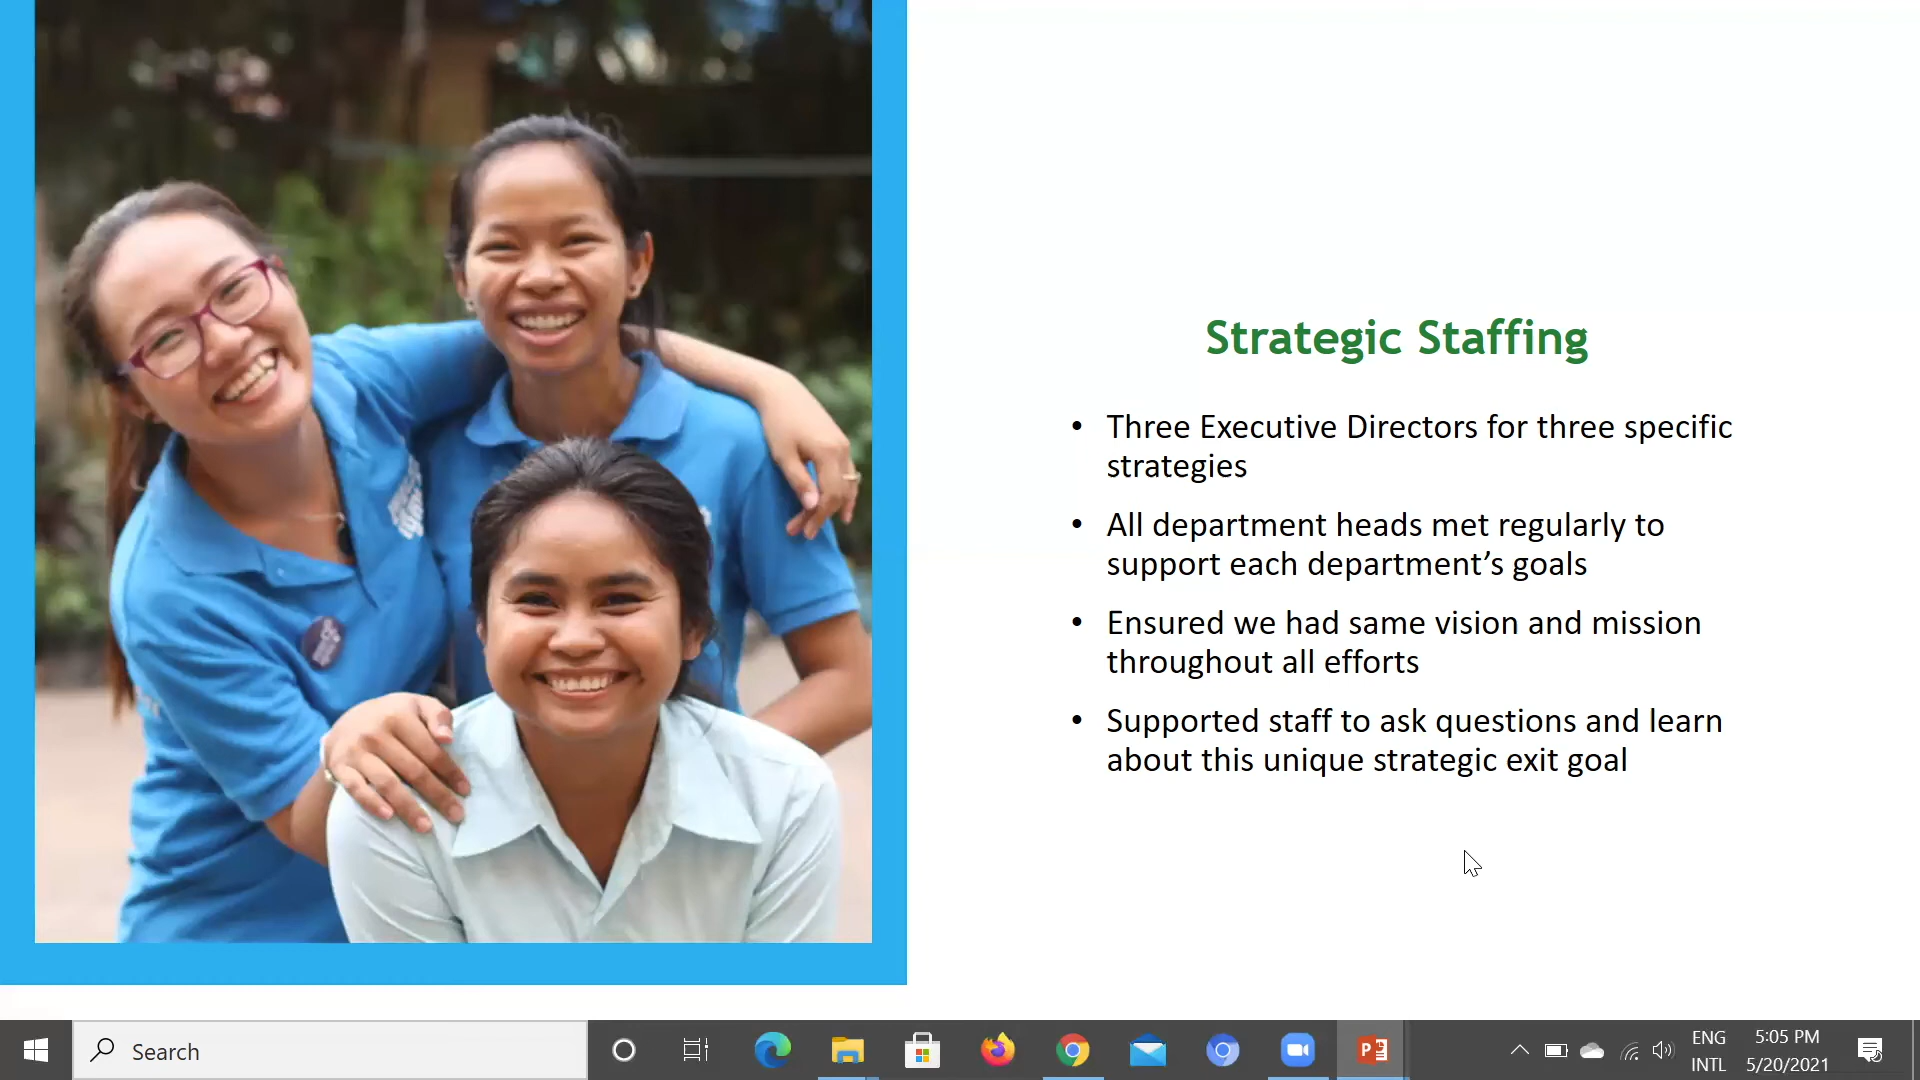 Strategic Staffing
• Three Executive Directors for three specific
strategies
• All department heads met regularly to
support each department’s goals
• Ensured we had same vision and mission
throughout all efforts
• Supported staff to ask questions and learn
about this unique strategic exit goal
Search
ENG
INTL
5:05 PM
5/20/2021